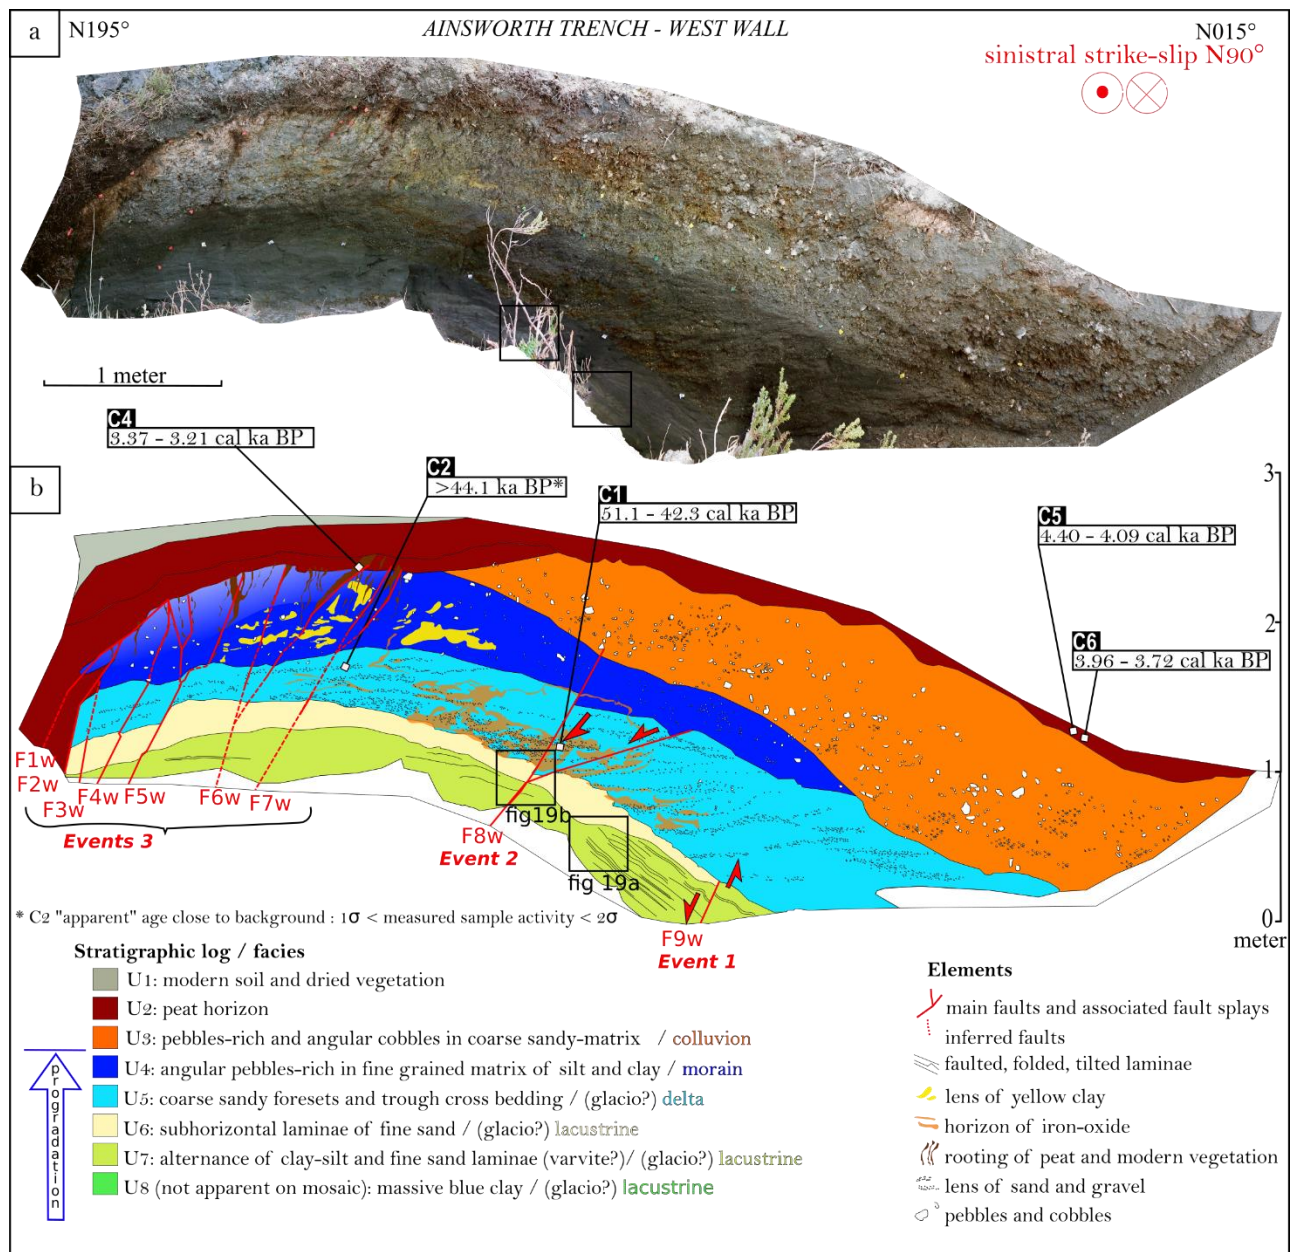 a
N195°
AINSWORTH TRENCH - WEST WALL
N015°
sinistral strike-slip N90°
1 meter
C4
3.37 - 3.21 cal ka BP
b
C2
>44.1 ka BP*
C1
51.1 - 42.3 cal ka BP
C5
4.40 - 4.09 cal ka BP
C6
3.96 - 3.72 cal ka BP
3
2
1
0
meter
F1w
F2w
F3w
F4w
F5w
F6w
F7w
Events 3
F8w
Event 2
fig19b
fig 19a
F9w
Event 1
* C2 "apparent" age close to background : 1σ < measured sample activity < 2σ
Stratigraphic log / facies
U1: modern soil and dried vegetation
U2: peat horizon
U3: pebbles-rich and angular cobbles in coarse sandy-matrix / colluvion
U4: angular pebbles-rich in fine grained matrix of silt and clay / morain
U5: coarse sandy foresets and trough cross bedding / (glacio?) delta
U6: subhorizontal laminae of fine sand / (glacio?) lacustrine
U7: alternance of clay-silt and fine sand laminae (varvite?)/ (glacio?) lacustrine
U8 (not apparent on mosaic): massive blue clay / (glacio?) lacustrine
progradation
Elements
main faults and associated fault splays
inferred faults
faulted, folded, tilted laminae
lens of yellow clay
horizon of iron-oxide
rooting of peat and modern vegetation
lens of sand and gravel
pebbles and cobbles